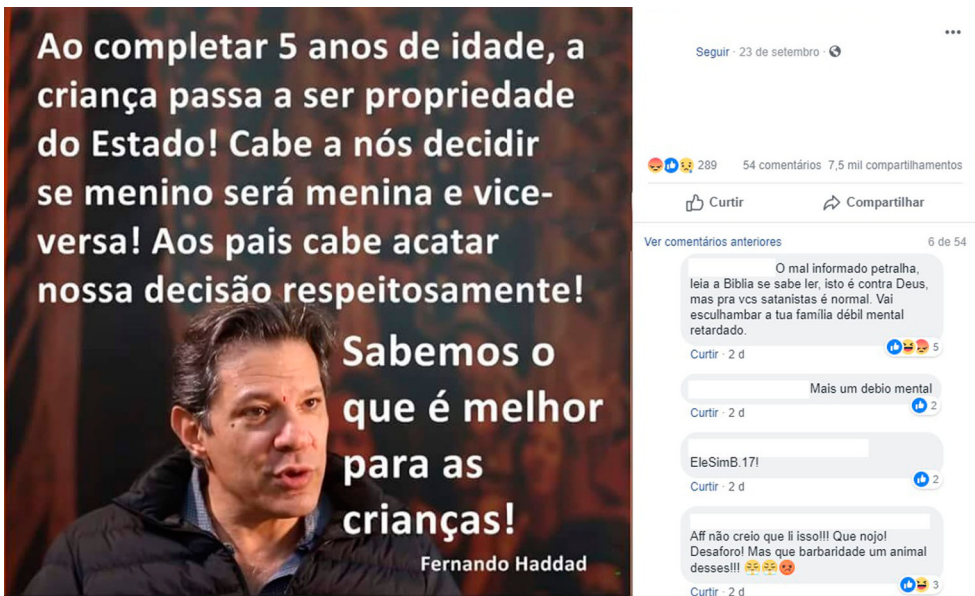 Ao completar 5 anos de idade, a
criança passa a ser propriedade
do Estado! Cabe a nós decidir
se menino será menina e vice-
versa! Aos pais cabe acatar
nossa decisão respeitosamente!
Sabemos o
que é melhor
para as
crianças!
Fernando Haddad
Seguir · 23 de setembro ·
289 54 comentários 7,5 mil compartilhamentos
Curtir Compartilhar
Ver comentários anteriores 6 de 54
O mal informado petralha,
leia a Biblia se sabe ler, isto é contra Deus,
mas pra vcs satanistas é normal. Vai
esculhambar a tua família débil mental
retardado.
5
Curtir · 2 d
Mais um debio mental
2
Curtir · 2 d
EleSimB.17!
2
Curtir · 2 d
Aff não creio que li isso!!! Que nojo!
Desaforo! Mas que barbaridade um animal
desses!!!
3
Curtir · 2 d